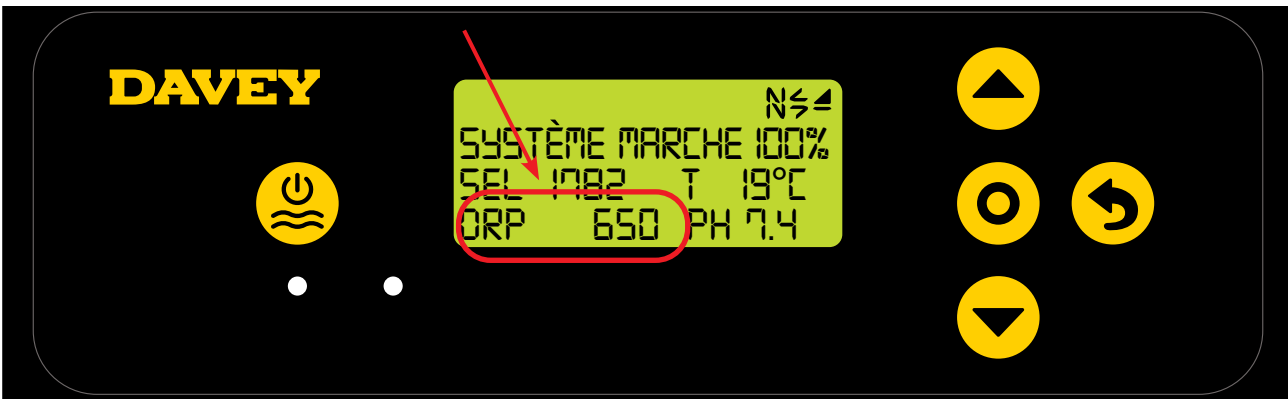 DAVEY
N
SYSTÈME MARCHE 100%
SEL 1782 T 19°C
ORP 650 PH 7.4